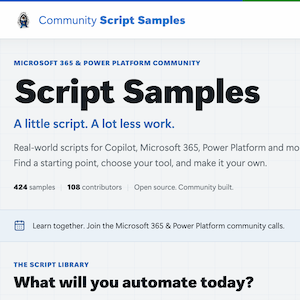 Community Script Samples
MICROSOFT 365 & POWER PLATFORM COMMUNITY
Script Samples
A little script. A lot less work.
Real-world scripts for Copilot, Microsoft 365, Power Platform and mo
Find a starting point, choose your tool, and make it your own.
424 samples 108 contributors Open source. Community built.
Learn together. Join the Microsoft 365 & Power Platform community calls.
THE SCRIPT LIBRARY
What will you automate today?